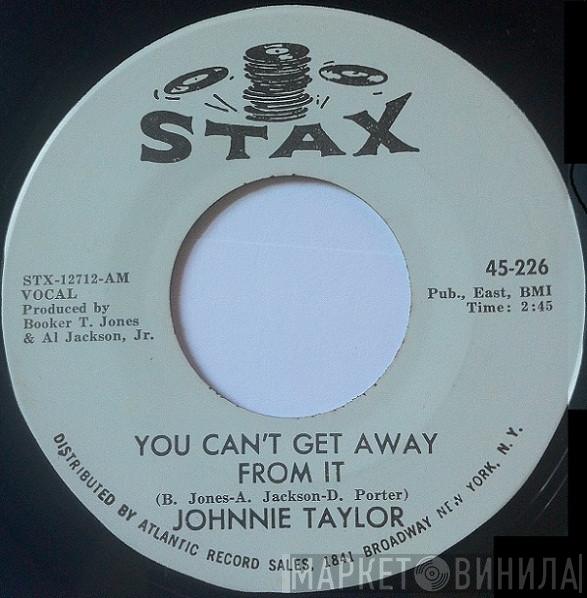 STAX
STX-12712-AM
VOCAL
Produced by
Booker T. Jones
& Al Jackson, Jr.
45-226
Pub., East, BMI
Time: 2:45
YOU CAN'T GET AWAY
FROM IT
(B. Jones-A. Jackson-D. Porter)
JOHNNIE TAYLOR
DISTRIBUTED BY ATLANTIC RECORD SALES, 1841 BROADWAY NEW YORK, N.Y.
МАРКЕТ ВИНИЛА